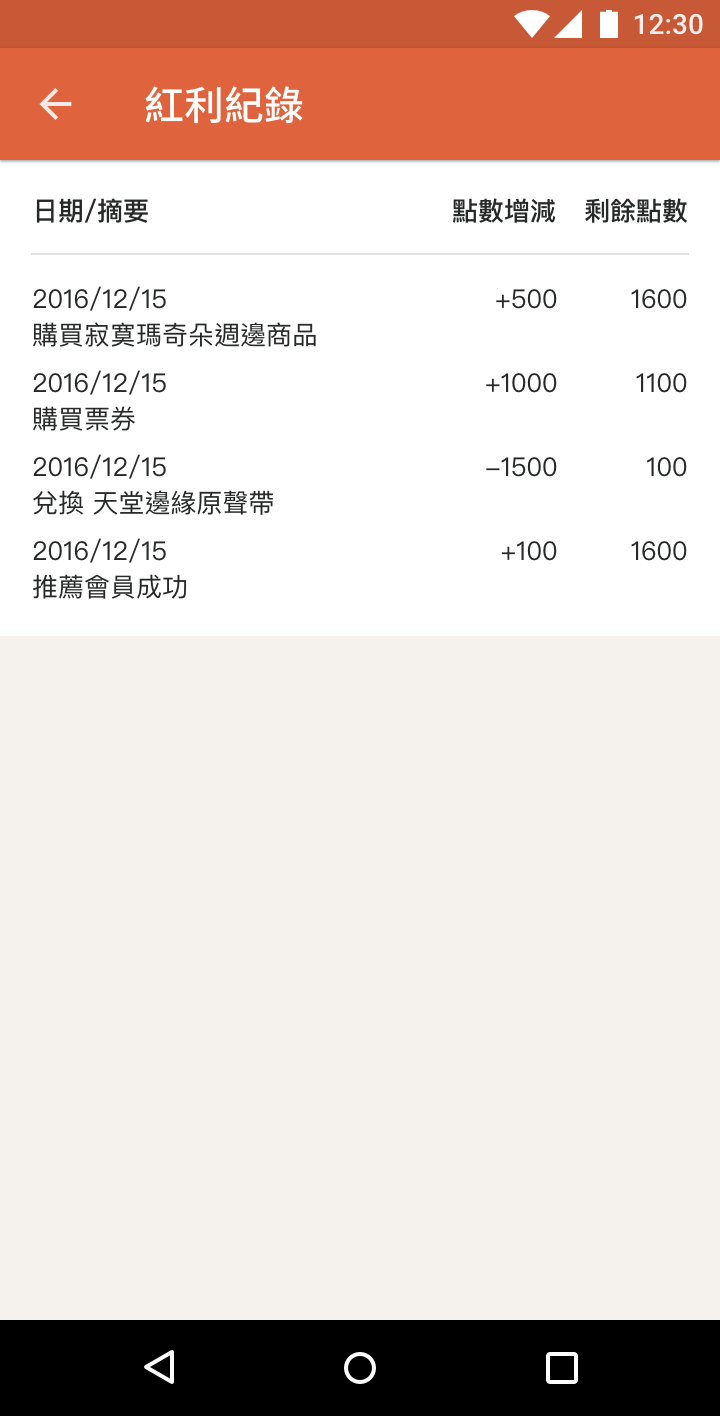 12:30
紅利紀錄
日期/摘要 點數增減 剩餘點數
2016/12/15 +500 1600
購買寂寞瑪奇朵週邊商品
2016/12/15 +1000 1100
購買票券
2016/12/15 –1500 100
兌換 天堂邊緣原聲帶
2016/12/15 +100 1600
推薦會員成功